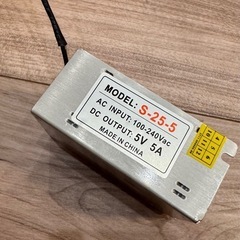 MODEL: S-25-5
AC INPUT: 100-240Vac
DC OUTPUT: 5V 5A
MADE IN CHINA